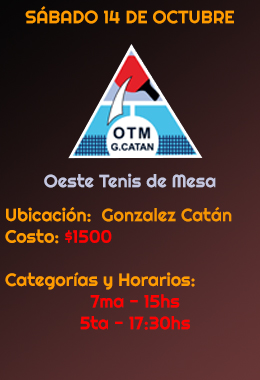 SÁBADO 14 DE OCTUBRE
OTM
G.CATAN
Oeste Tenis de Mesa
Ubicación: Gonzalez Catán
Costo: $1500
Categorías y Horarios:
7ma - 15hs
5ta - 17:30hs